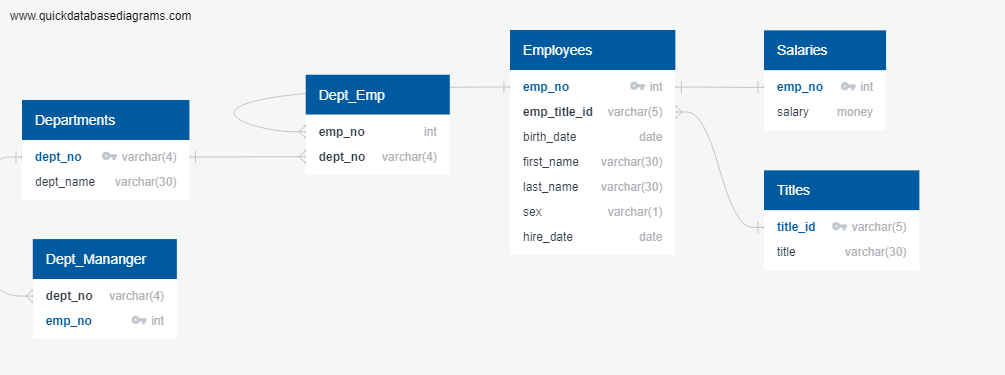 www.quickdatabasediagrams.com
Departments
dept_no varchar(4)
dept_name varchar(30)
Dept_Mananger
dept_no varchar(4)
emp_no int
Dept_Emp
emp_no int
dept_no varchar(4)
Employees
emp_no int
emp_title_id varchar(5)
birth_date date
first_name varchar(30)
last_name varchar(30)
sex varchar(1)
hire_date date
Salaries
emp_no int
salary money
Titles
title_id varchar(5)
title varchar(30)